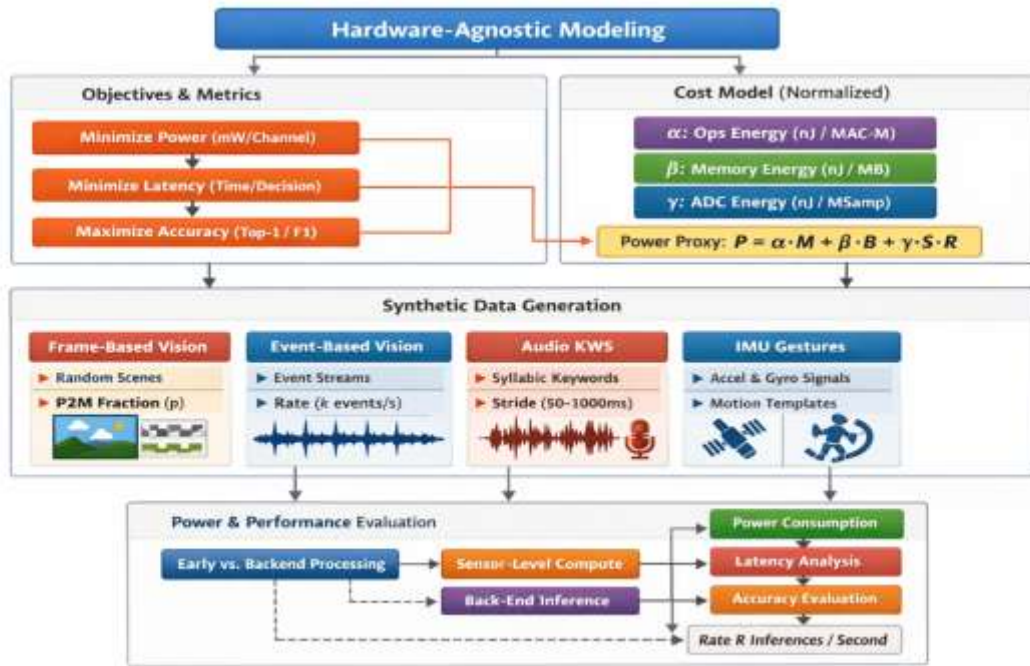 Hardware-Agnostic Modeling
Objectives & Metrics
Minimize Power (mW/Channel)
Minimize Latency (Time/Decision)
Maximize Accuracy (Top-1 / F1)
Cost Model (Normalized)
α: Ops Energy (nJ / MAC-M)
β: Memory Energy (nJ / MB)
γ: ADC Energy (nJ / MSamp)
Power Proxy: P = α·M + β·B + γ·S·R
Synthetic Data Generation
Frame-Based Vision
Random Scenes
P2M Fraction (p)
Event-Based Vision
Event Streams
Rate (k events/s)
Audio KWS
Syllabic Keywords
Stride (50–1000ms)
IMU Gestures
Accel & Gyro Signals
Motion Templates
Power & Performance Evaluation
Early vs. Backend Processing
Sensor-Level Compute
Back-End Inference
Power Consumption
Latency Analysis
Accuracy Evaluation
Rate R Inferences / Second